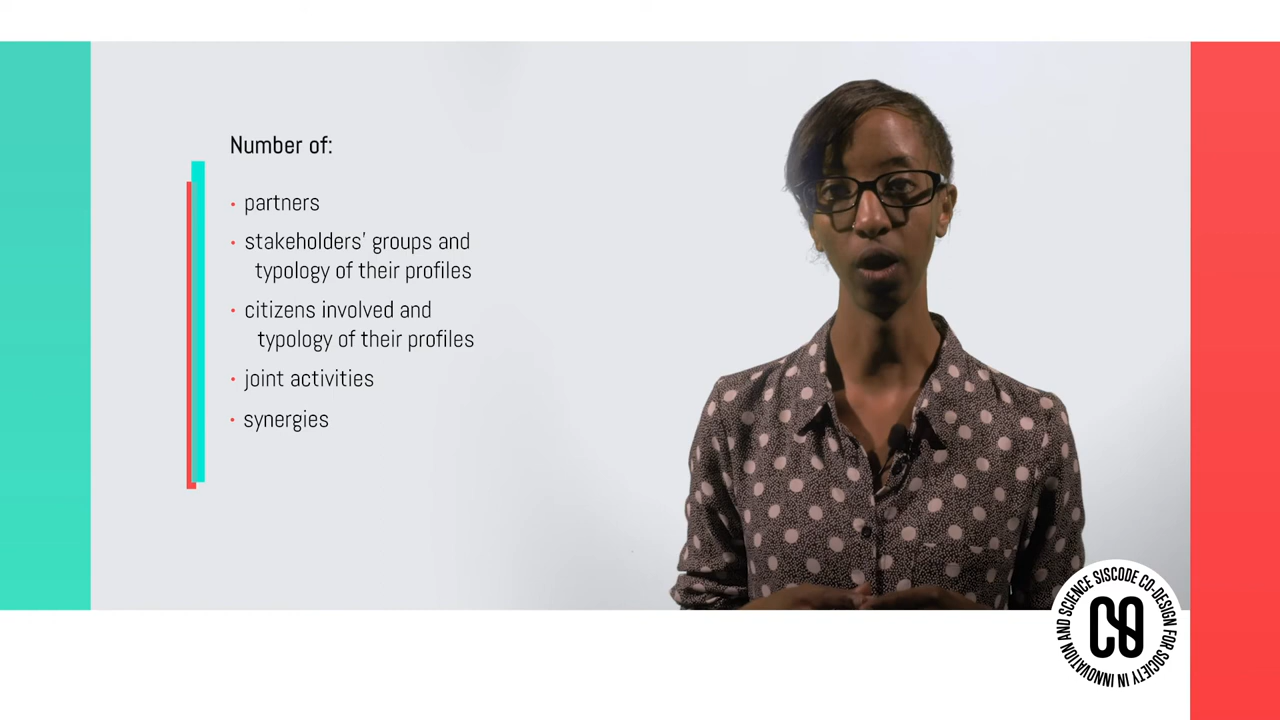 Number of:
• partners
• stakeholders’ groups and
typology of their profiles
• citizens involved and
typology of their profiles
• joint activities
• synergies
SISCODE CO-DESIGN FOR SOCIETY IN INNOVATION AND SCIENCE
CO